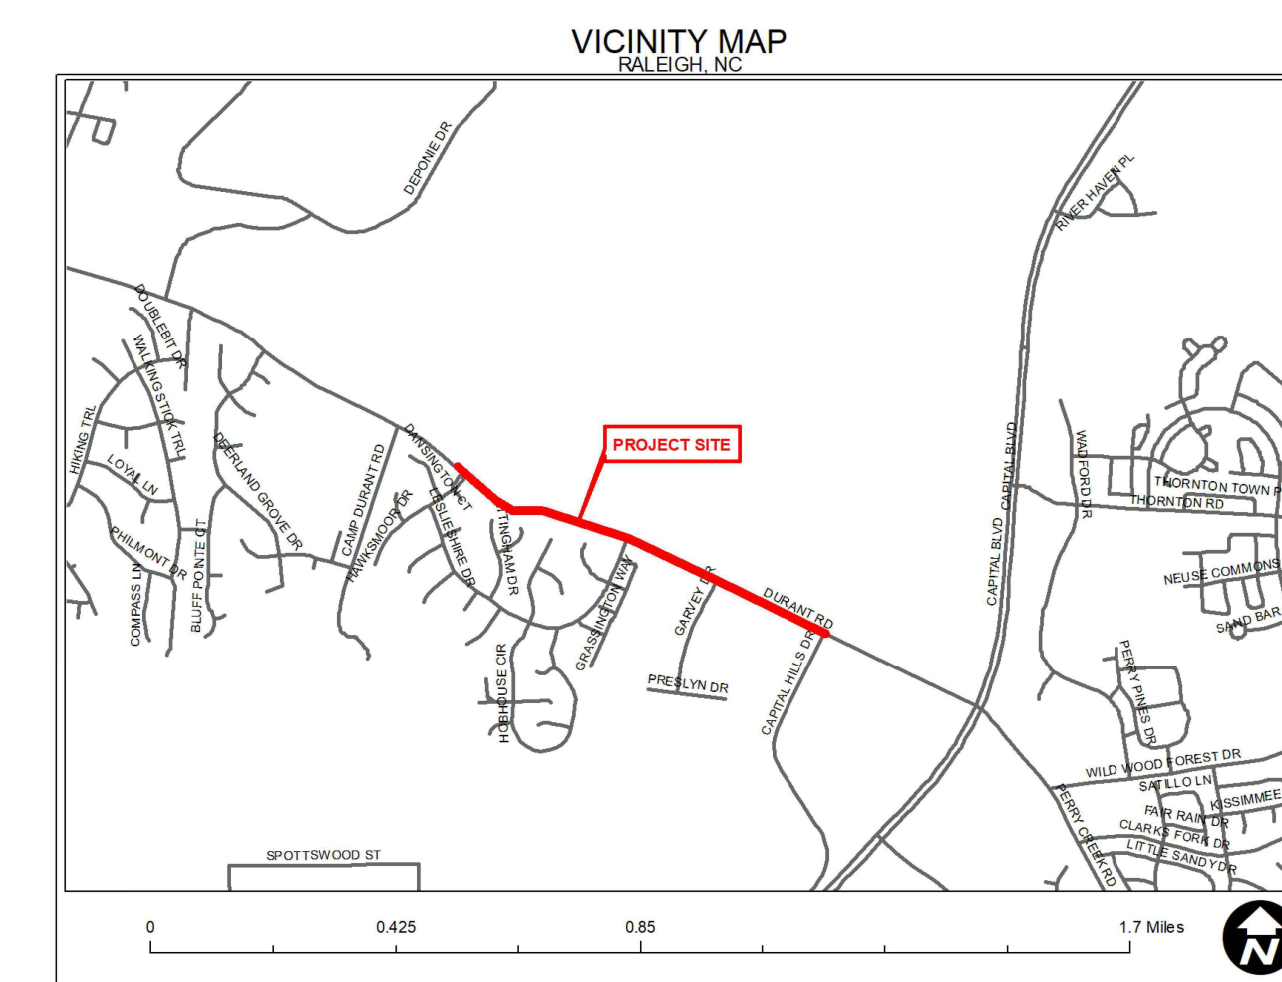 VICINITY MAP
RALEIGH, NC
DEPONIE DR
RIVER HAVEN PL
DOUBLEBIT DR
WALKING STICK TRL
HIKING TRL
LOYAL LN
DEERLAND GROVE DR
PHILMONT DR
COMPASS LN
BLUFF POINTE CT
CAMP DURANT RD
HAWKSMOOR DR
DANSINGTON CT
LESLIESHIRE DR
TTINGHAM DR
PROJECT SITE
GRASSINGTON WAY
HOBHOUSE CIR
GARVEY DR
PRESLYN DR
DURANT RD
CAPITAL HILLS DR
CAPITAL BLVD
CAPITAL BLVD
WADFORD DR
THORNTON TOWN P
THORNTON RD
NEUSE COMMONS
SAND BAR
PERRY PINES DR
WILD WOOD FOREST DR
SATILLO LN
KISSIMMEE
FAIR RAIN DR
CLARKS FORK DR
LITTLE SANDY DR
PERRY CREEK RD
SPOTTSWOOD ST
0 0.425 0.85 1.7 Miles
N